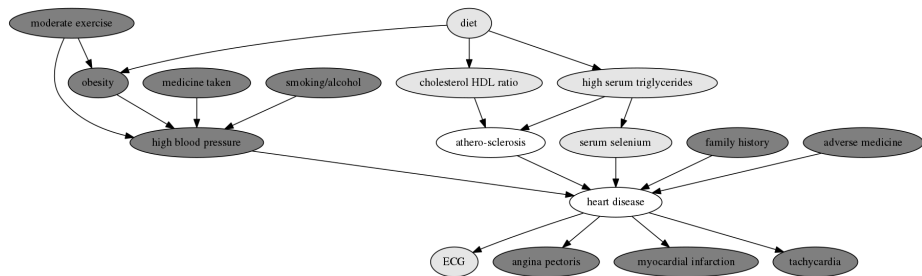 moderate exercise
diet
obesity
medicine taken
smoking/alcohol
cholesterol HDL ratio
high serum triglycerides
high blood pressure
athero-sclerosis
serum selenium
family history
adverse medicine
heart disease
ECG
angina pectoris
myocardial infarction
tachycardia